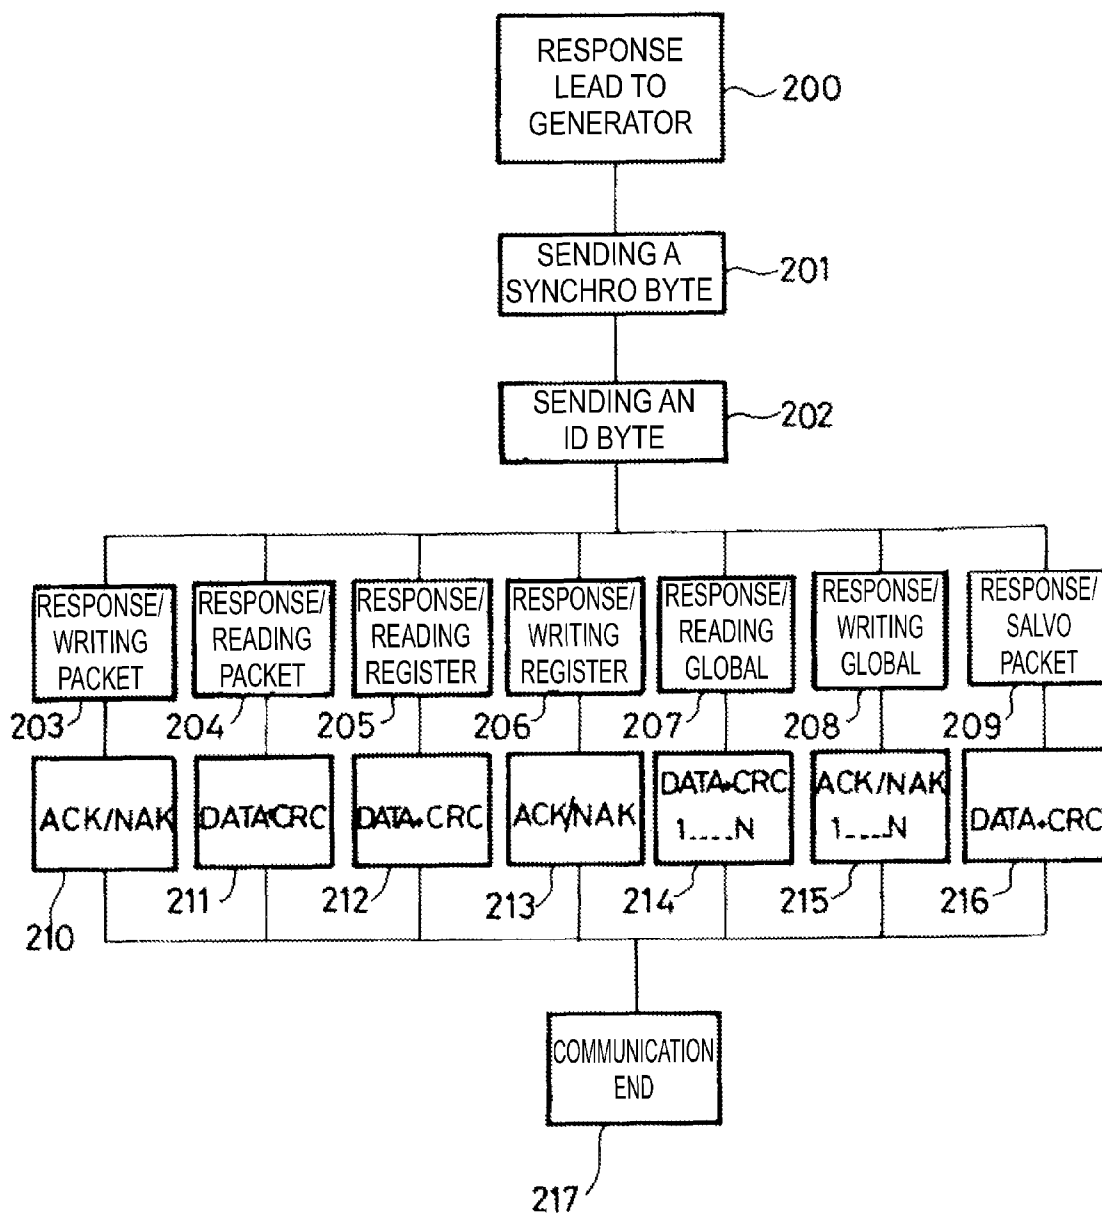 RESPONSE
LEAD TO
GENERATOR
200
SENDING A
SYNCHRO BYTE
201
SENDING AN
ID BYTE
202
RESPONSE/
WRITING
PACKET
203
RESPONSE/
READING
PACKET
204
RESPONSE/
READING
REGISTER
205
RESPONSE/
WRITING
REGISTER
206
RESPONSE/
READING
GLOBAL
207
RESPONSE/
WRITING
GLOBAL
208
RESPONSE/
SALVO
PACKET
209
ACK/NAK
210
DATA+CRC
211
DATA+CRC
212
ACK/NAK
213
DATA+CRC
1----N
214
ACK/NAK
1----N
215
DATA+CRC
216
COMMUNICATION
END
217